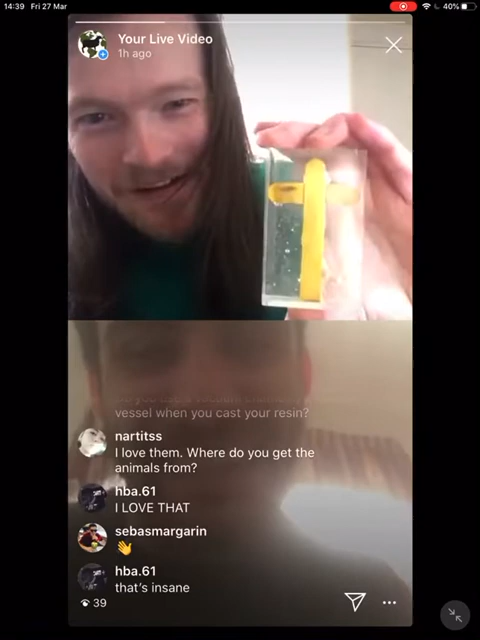 14:39 Fri 27 Mar
40%
Your Live Video
1h ago
vessel when you cast your resin?
nartitss
I love them. Where do you get the
animals from?
hba.61
I LOVE THAT
sebasmargarin
👋
hba.61
that's insane
39